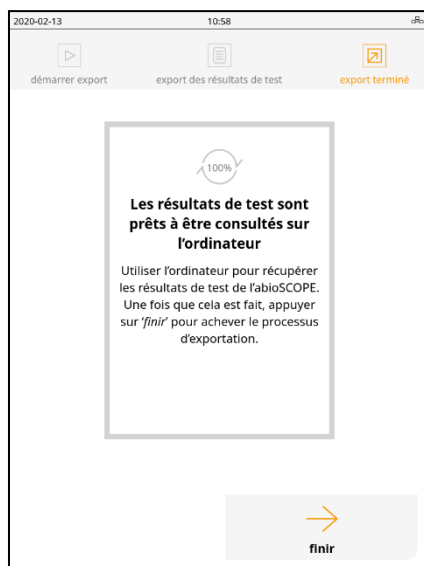 2020-02-13 10:58
démarrer export export des résultats de test export terminé
100%
Les résultats de test sont
prêts à être consultés sur
l'ordinateur
Utiliser l'ordinateur pour récupérer
les résultats de test de l'abioSCOPE.
Une fois que cela est fait, appuyer
sur 'finir' pour achever le processus
d'exportation.
finir